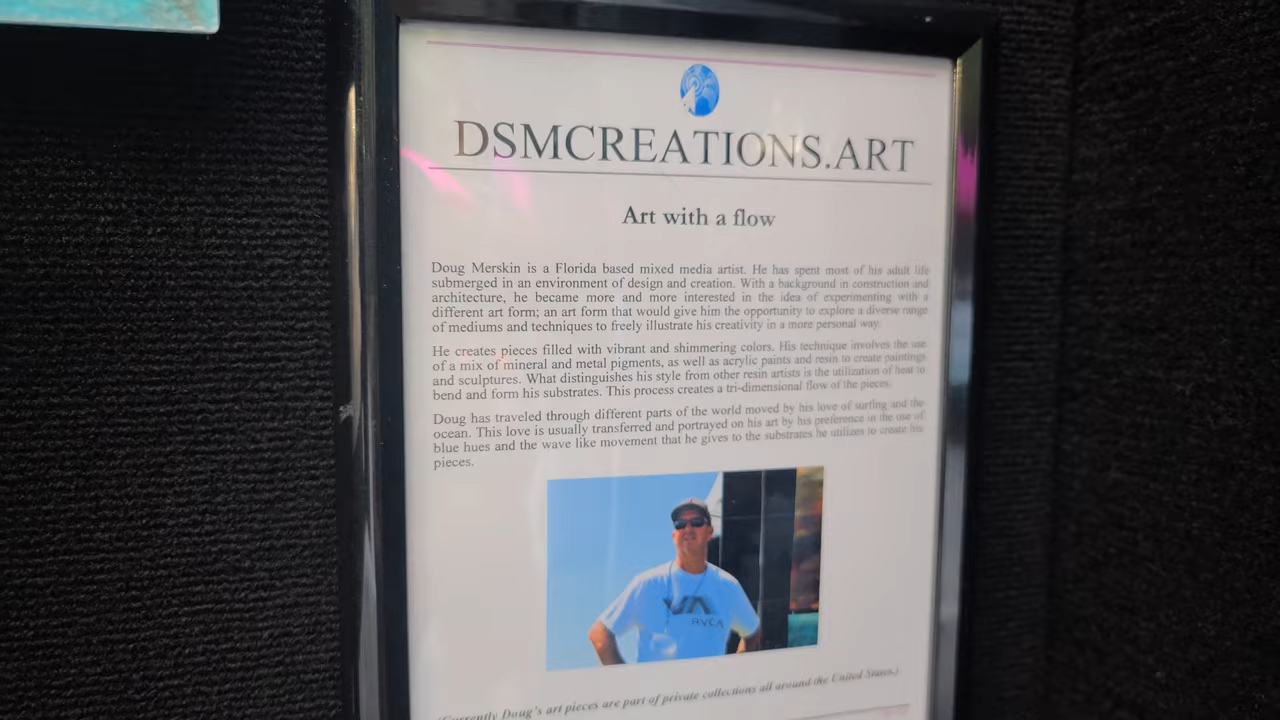 DSMCREATIONS.ART
Art with a flow
Doug Merskin is a Florida based mixed media artist. He has spent most of his adult life
submerged in an environment of design and creation. With a background in construction and
architecture, he became more and more interested in the idea of experimenting with a
different art form; an art form that would give him the opportunity to explore a diverse range
of mediums and techniques to freely illustrate his creativity in a more personal way.
He creates pieces filled with vibrant and shimmering colors. His technique involves the use
of a mix of mineral and metal pigments, as well as acrylic paints and resin to create paintings
and sculptures. What distinguishes his style from other resin artists is the utilization of heat to
bend and form his substrates. This process creates a tri-dimensional flow of the pieces.
Doug has traveled through different parts of the world moved by his love of surfing and the
ocean. This love is usually transferred and portrayed on his art by his preference in the use of
blue hues and the wave like movement that he gives to the substrates he utilizes to create his
pieces.
VA
RVCA
(Currently Doug's art pieces are part of private collections all around the United States.)